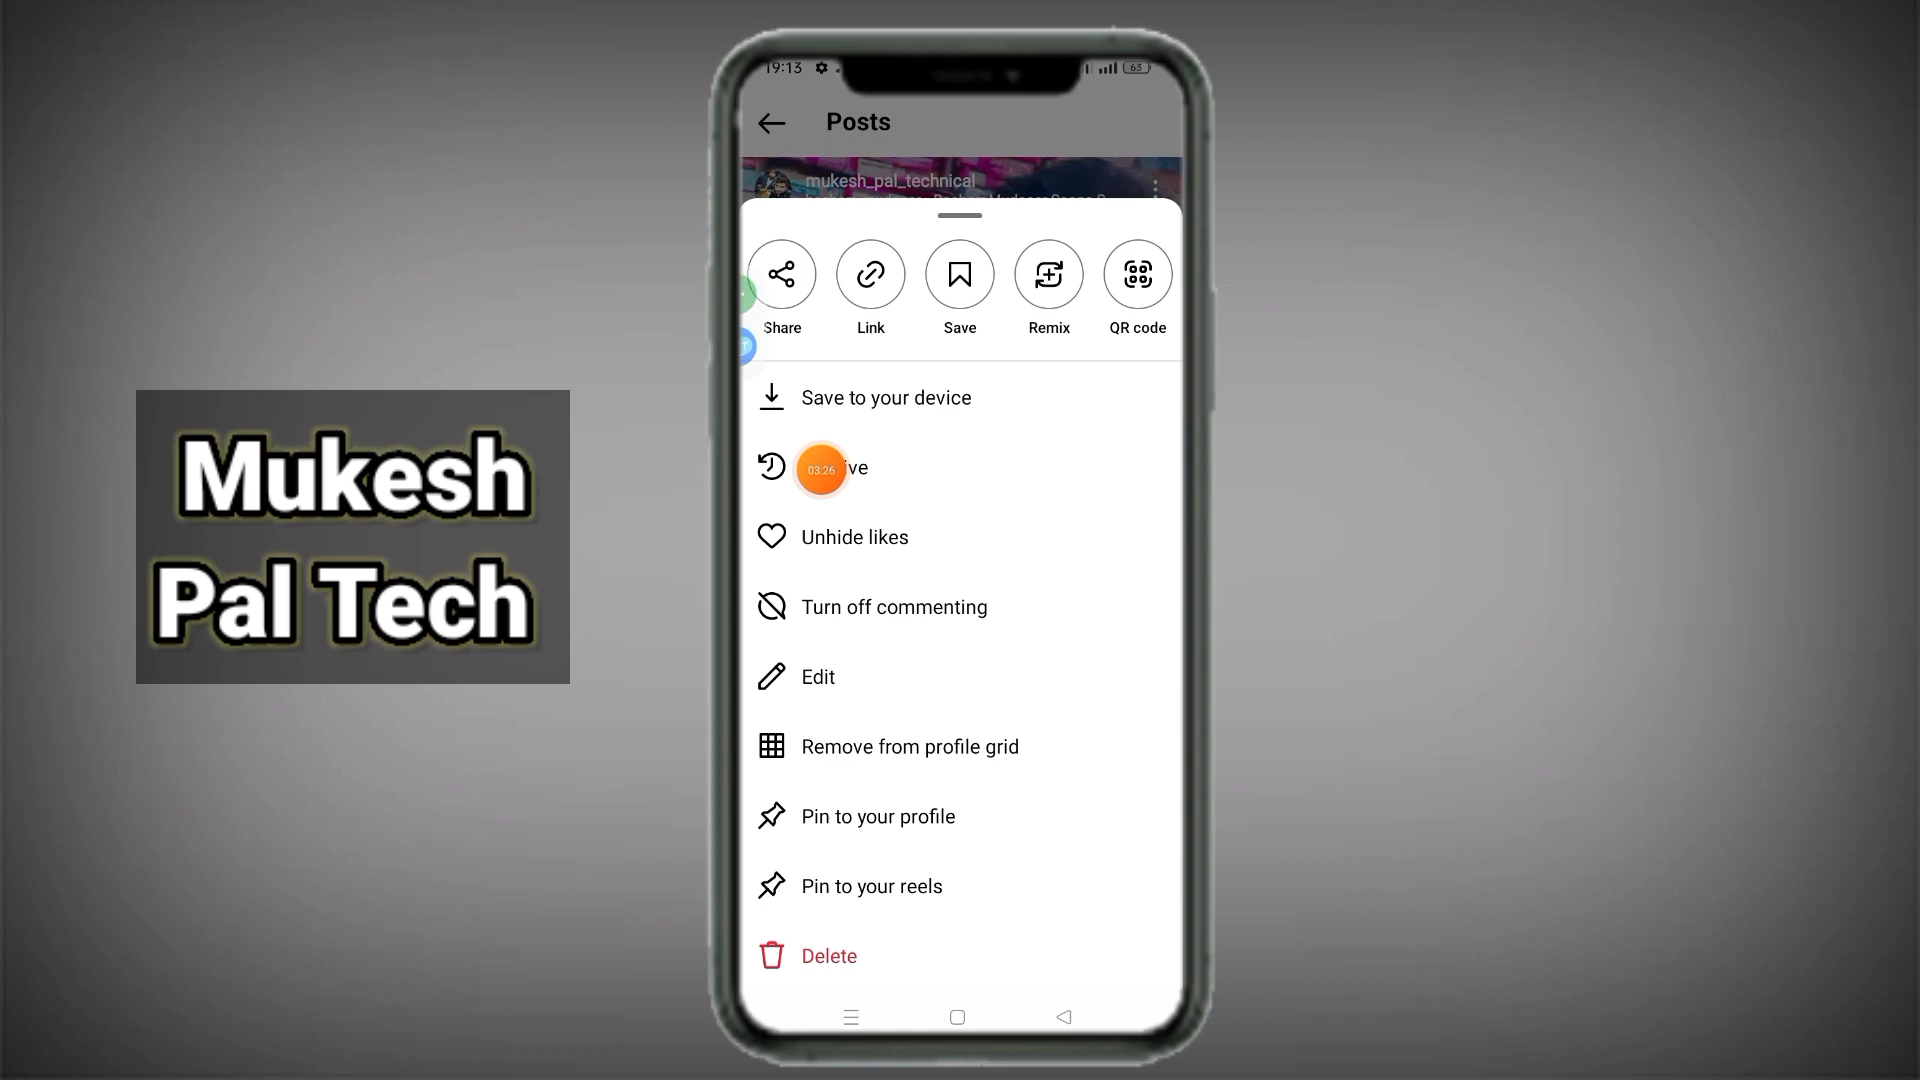 19:13
63
Posts
mukesh_pal_technical
Share
Link
Save
Remix
QR code
T
Save to your device
03:26
ive
Unhide likes
Turn off commenting
Edit
Remove from profile grid
Pin to your profile
Pin to your reels
Delete
Mukesh
Pal Tech